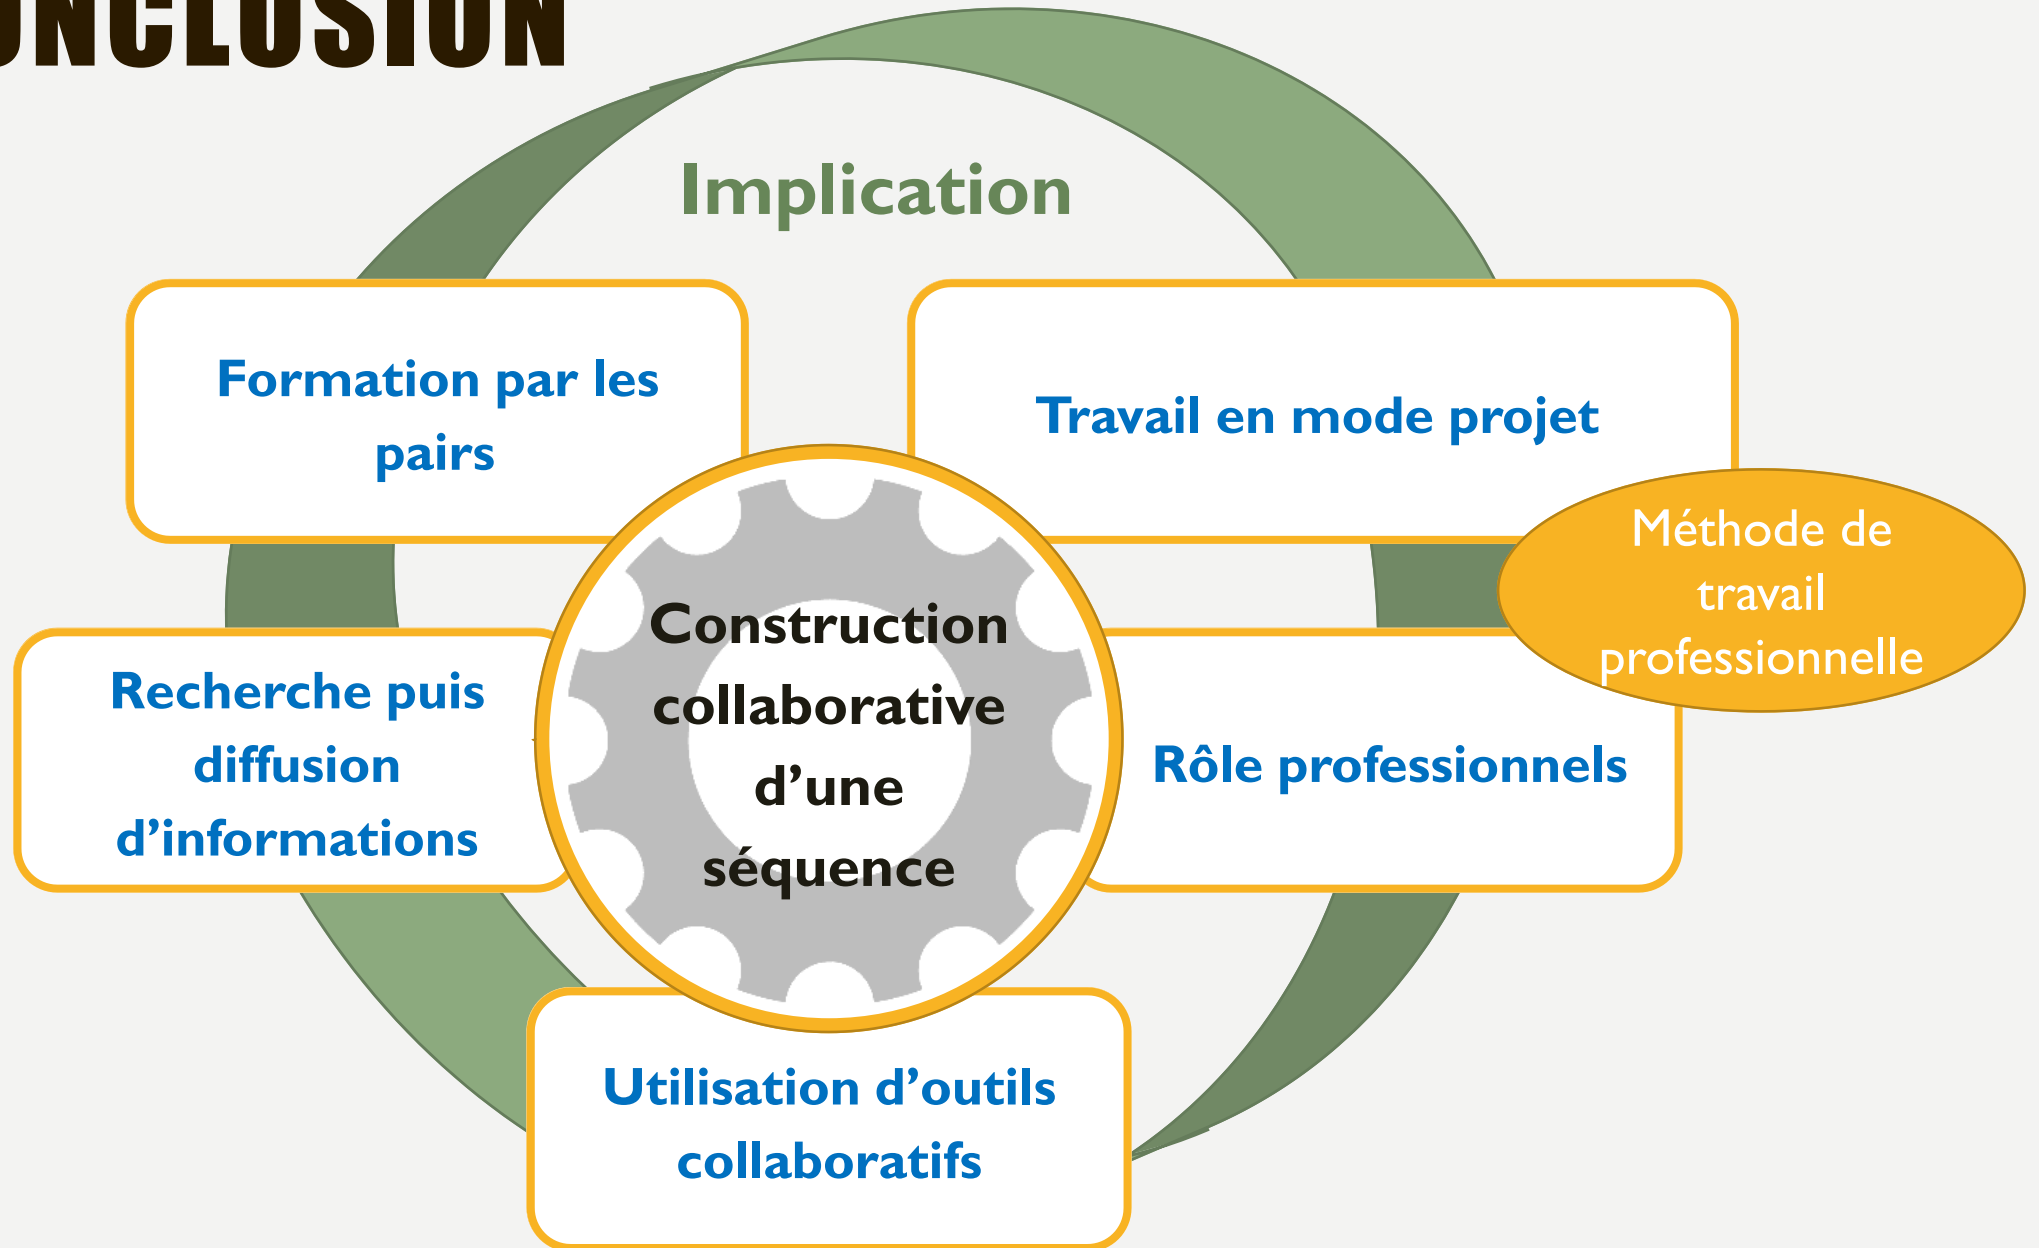 ONCLUSION
Implication
Formation par les
pairs
Travail en mode projet
Méthode de
travail
professionnelle
Construction
collaborative
d’une
séquence
Recherche puis
diffusion
d’informations
Rôle professionnels
Utilisation d’outils
collaboratifs